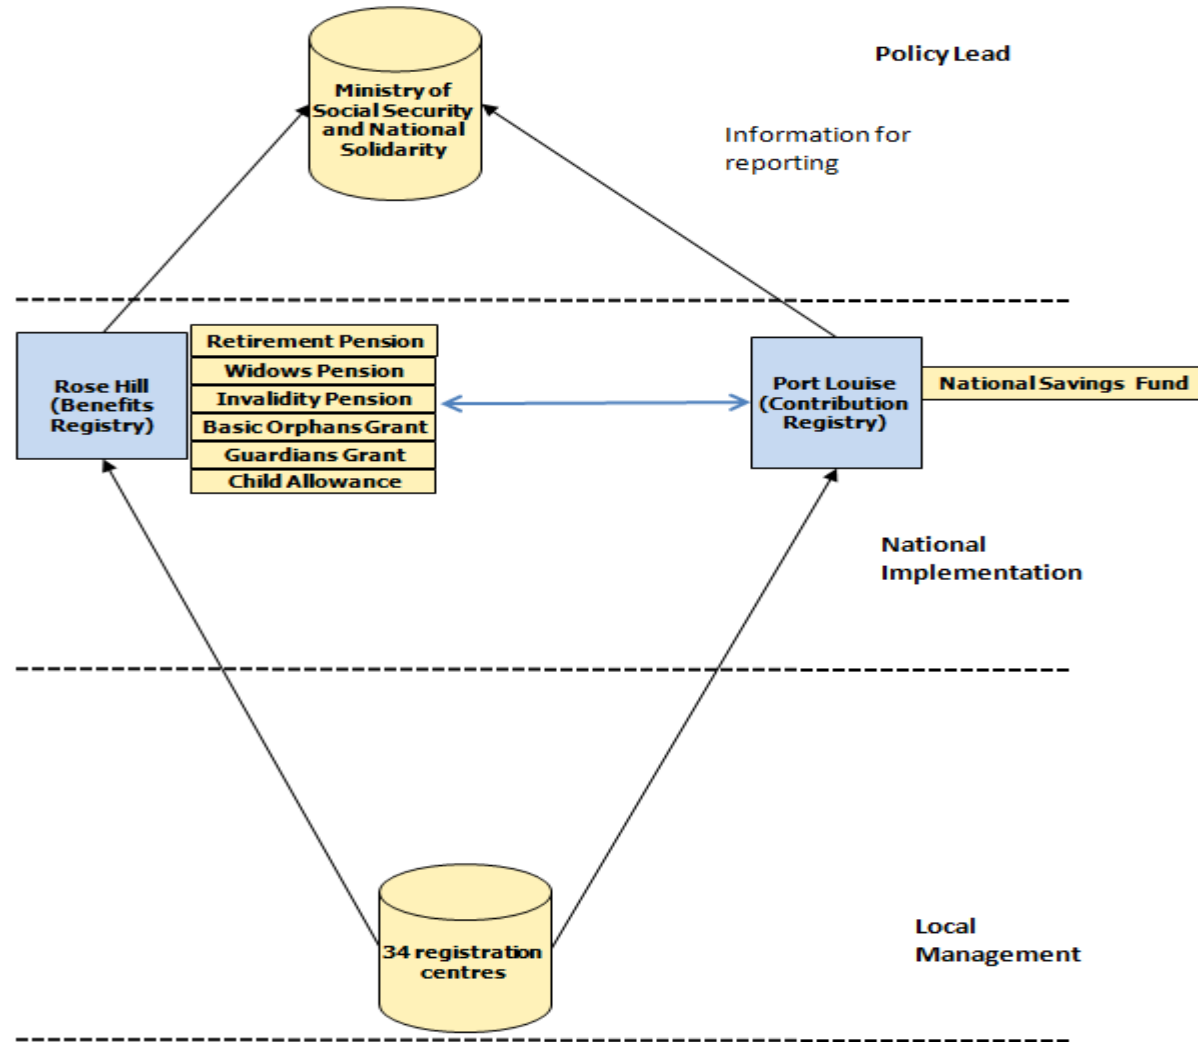 Policy Lead
Ministry of
Social Security
and National
Solidarity
Information for
reporting
Rose Hill
(Benefits
Registry)
Retirement Pension
Widows Pension
Invalidity Pension
Basic Orphans Grant
Guardians Grant
Child Allowance
Port Louise
(Contribution
Registry)
National Savings Fund
National
Implementation
34 registration
centres
Local
Management